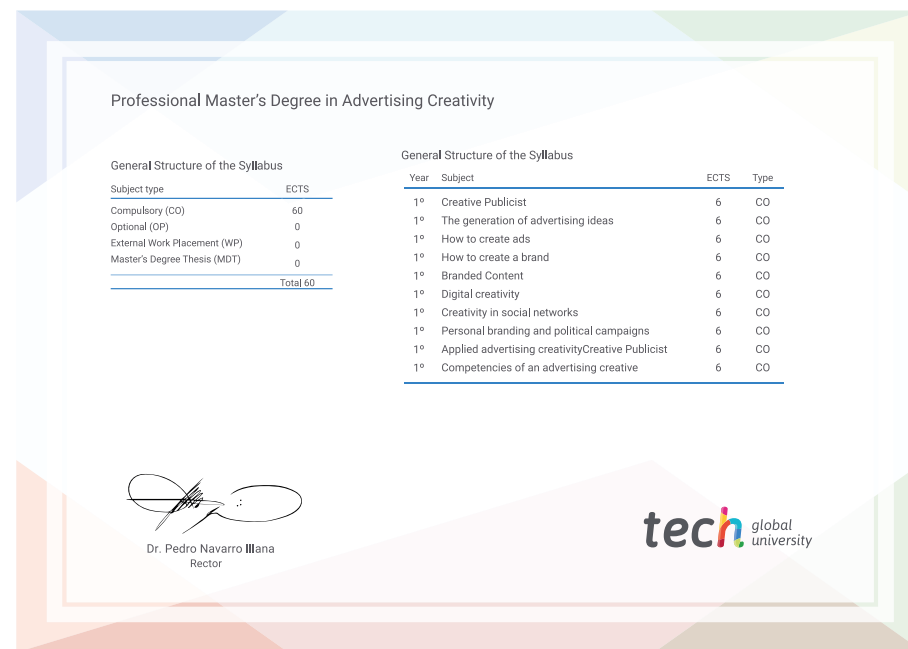 Professional Master's Degree in Advertising Creativity
General Structure of the Syllabus
Subject type ECTS
Compulsory (CO) 60
Optional (OP) 0
External Work Placement (WP) 0
Master's Degree Thesis (MDT) 0
Total 60
General Structure of the Syllabus
Year Subject ECTS Type
1º Creative Publicist 6 CO
1º The generation of advertising ideas 6 CO
1º How to create ads 6 CO
1º How to create a brand 6 CO
1º Branded Content 6 CO
1º Digital creativity 6 CO
1º Creativity in social networks 6 CO
1º Personal branding and political campaigns 6 CO
1º Applied advertising creativityCreative Publicist 6 CO
1º Competencies of an advertising creative 6 CO
Dr. Pedro Navarro Illana
Rector
tech global
university